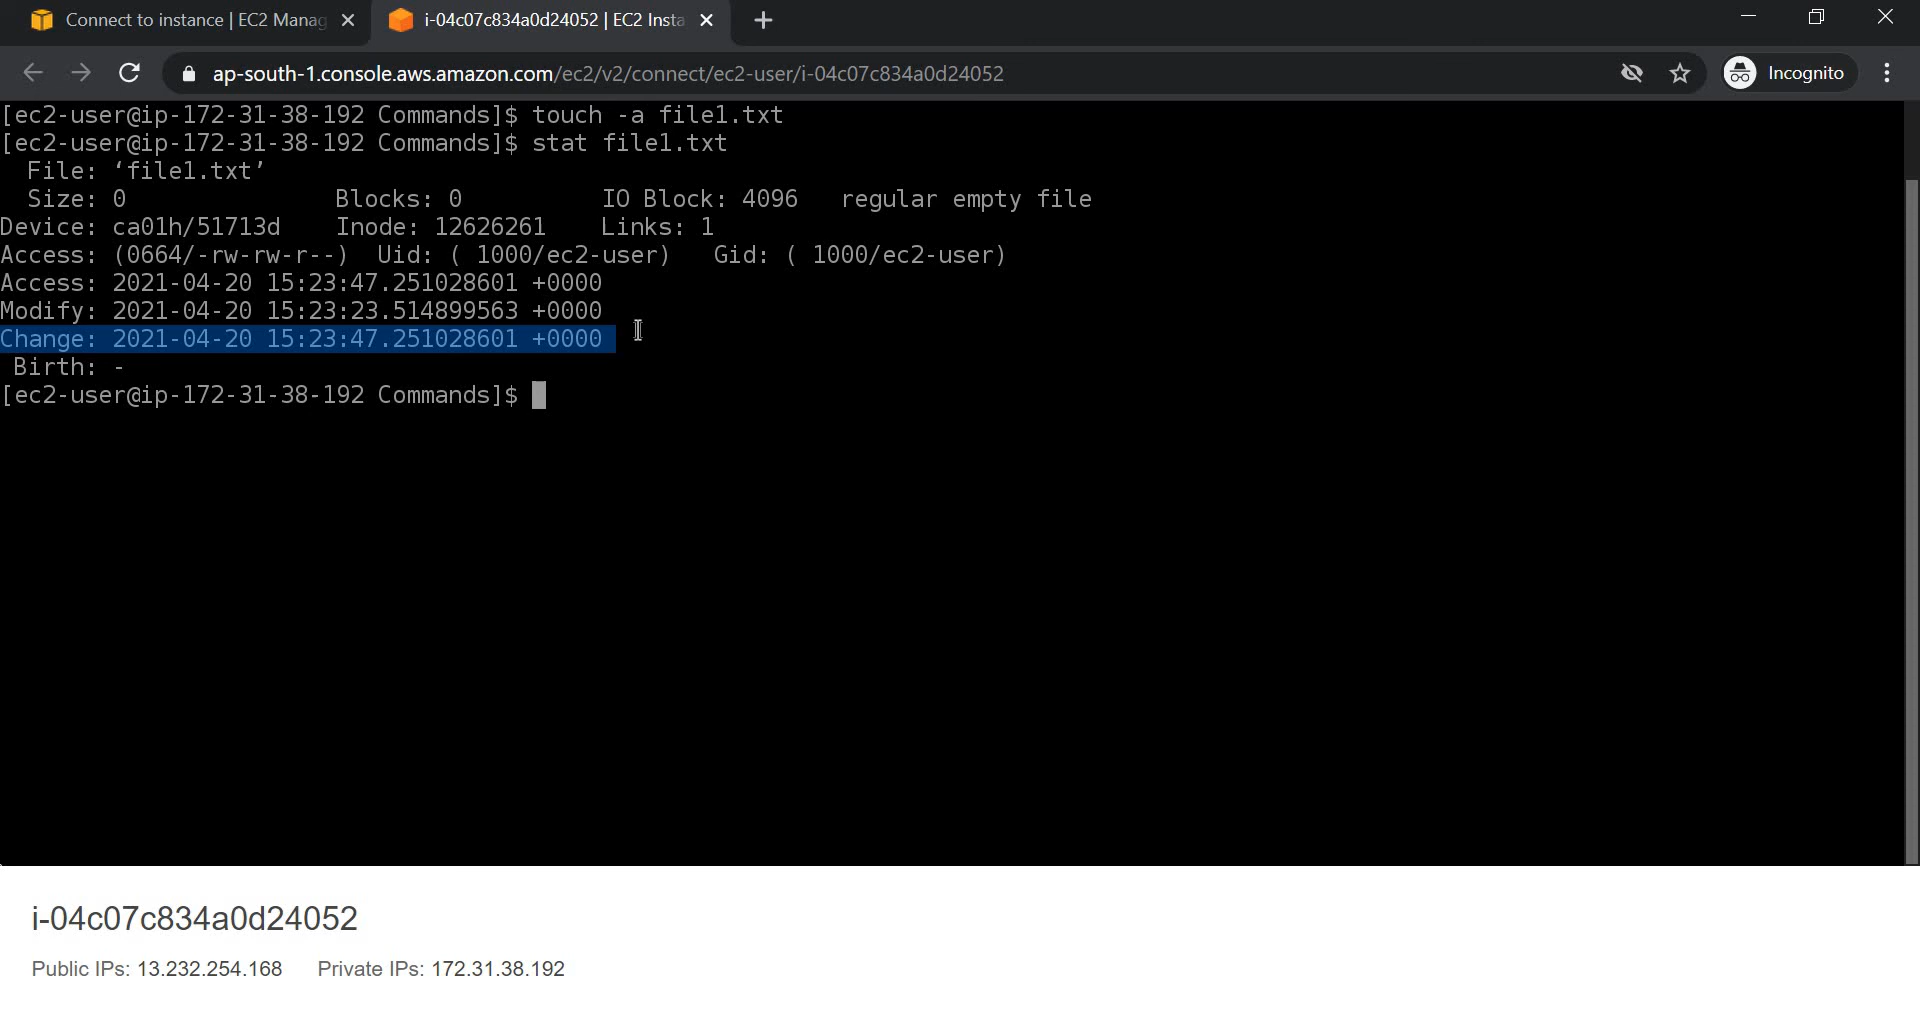 Connect to instance | EC2 Manag
i-04c07c834a0d24052 | EC2 Insta
ap-south-1.console.aws.amazon.com/ec2/v2/connect/ec2-user/i-04c07c834a0d24052
Incognito
[ec2-user@ip-172-31-38-192 Commands]$ touch -a file1.txt
[ec2-user@ip-172-31-38-192 Commands]$ stat file1.txt
  File: ‘file1.txt’
  Size: 0               Blocks: 0          IO Block: 4096   regular empty file
Device: ca01h/51713d    Inode: 12626261    Links: 1
Access: (0664/-rw-rw-r--)  Uid: ( 1000/ec2-user)   Gid: ( 1000/ec2-user)
Access: 2021-04-20 15:23:47.251028601 +0000
Modify: 2021-04-20 15:23:23.514899563 +0000
Change: 2021-04-20 15:23:47.251028601 +0000
 Birth: -
[ec2-user@ip-172-31-38-192 Commands]$
i-04c07c834a0d24052
Public IPs: 13.232.254.168 Private IPs: 172.31.38.192